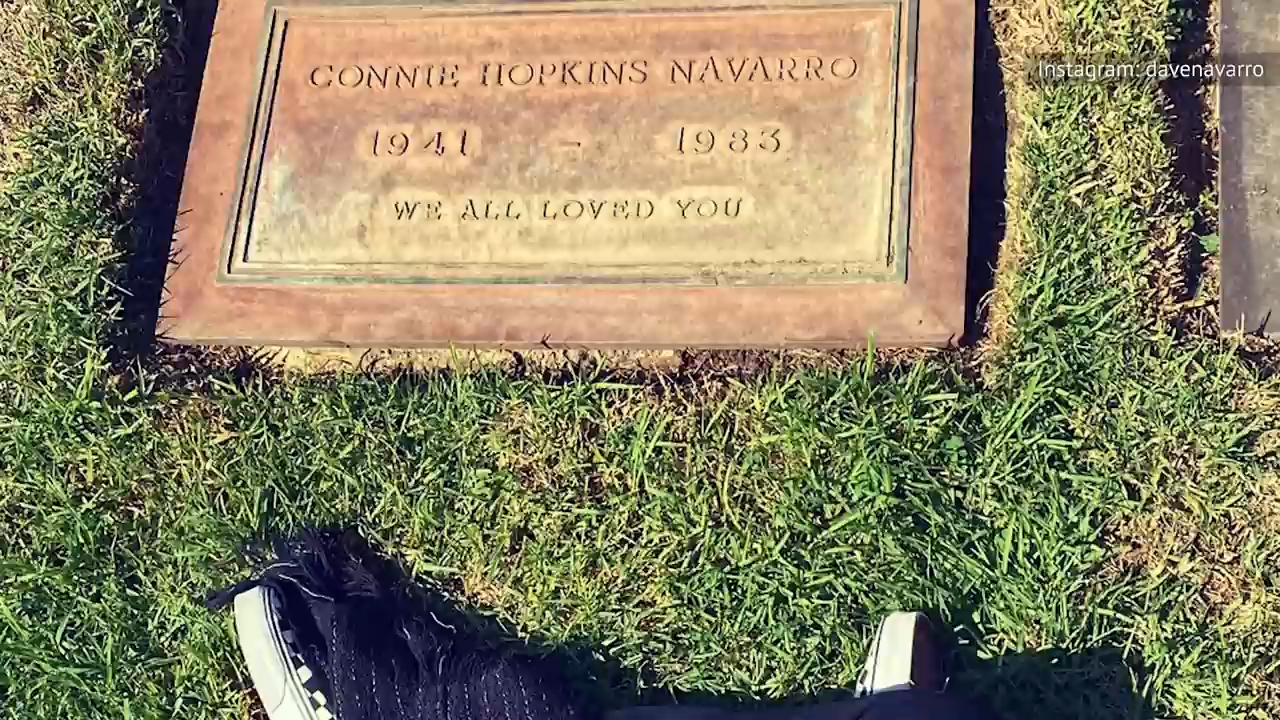 CONNIE HOPKINS NAVARRO
Instagram: davenavarro
1941 - 1983
WE ALL LOVED YOU